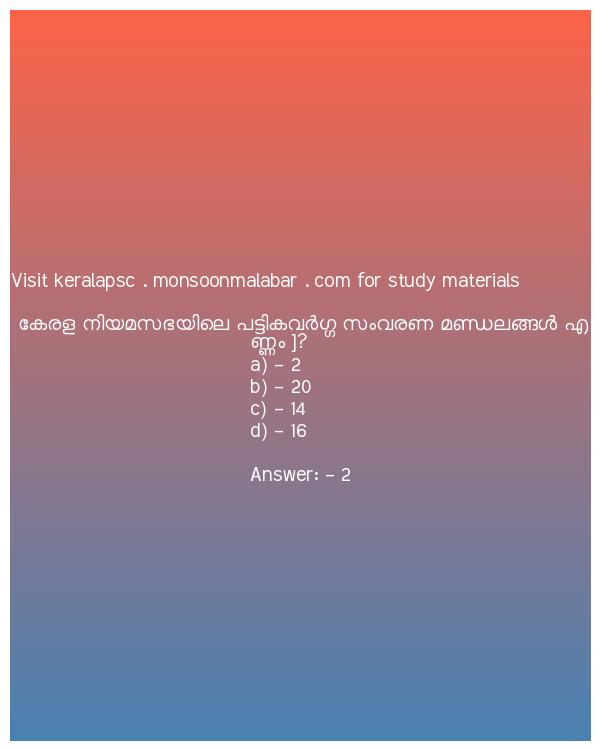 Visit keralapsc . monsoonmalabar . com for study materials
കേരള നിയമസഭയിലെ പട്ടികവർഗ്ഗ സംവരണ മണ്ഡലങ്ങൾ എ
ണ്ണം ]?
a) - 2
b) - 20
c) - 14
d) - 16
Answer: - 2